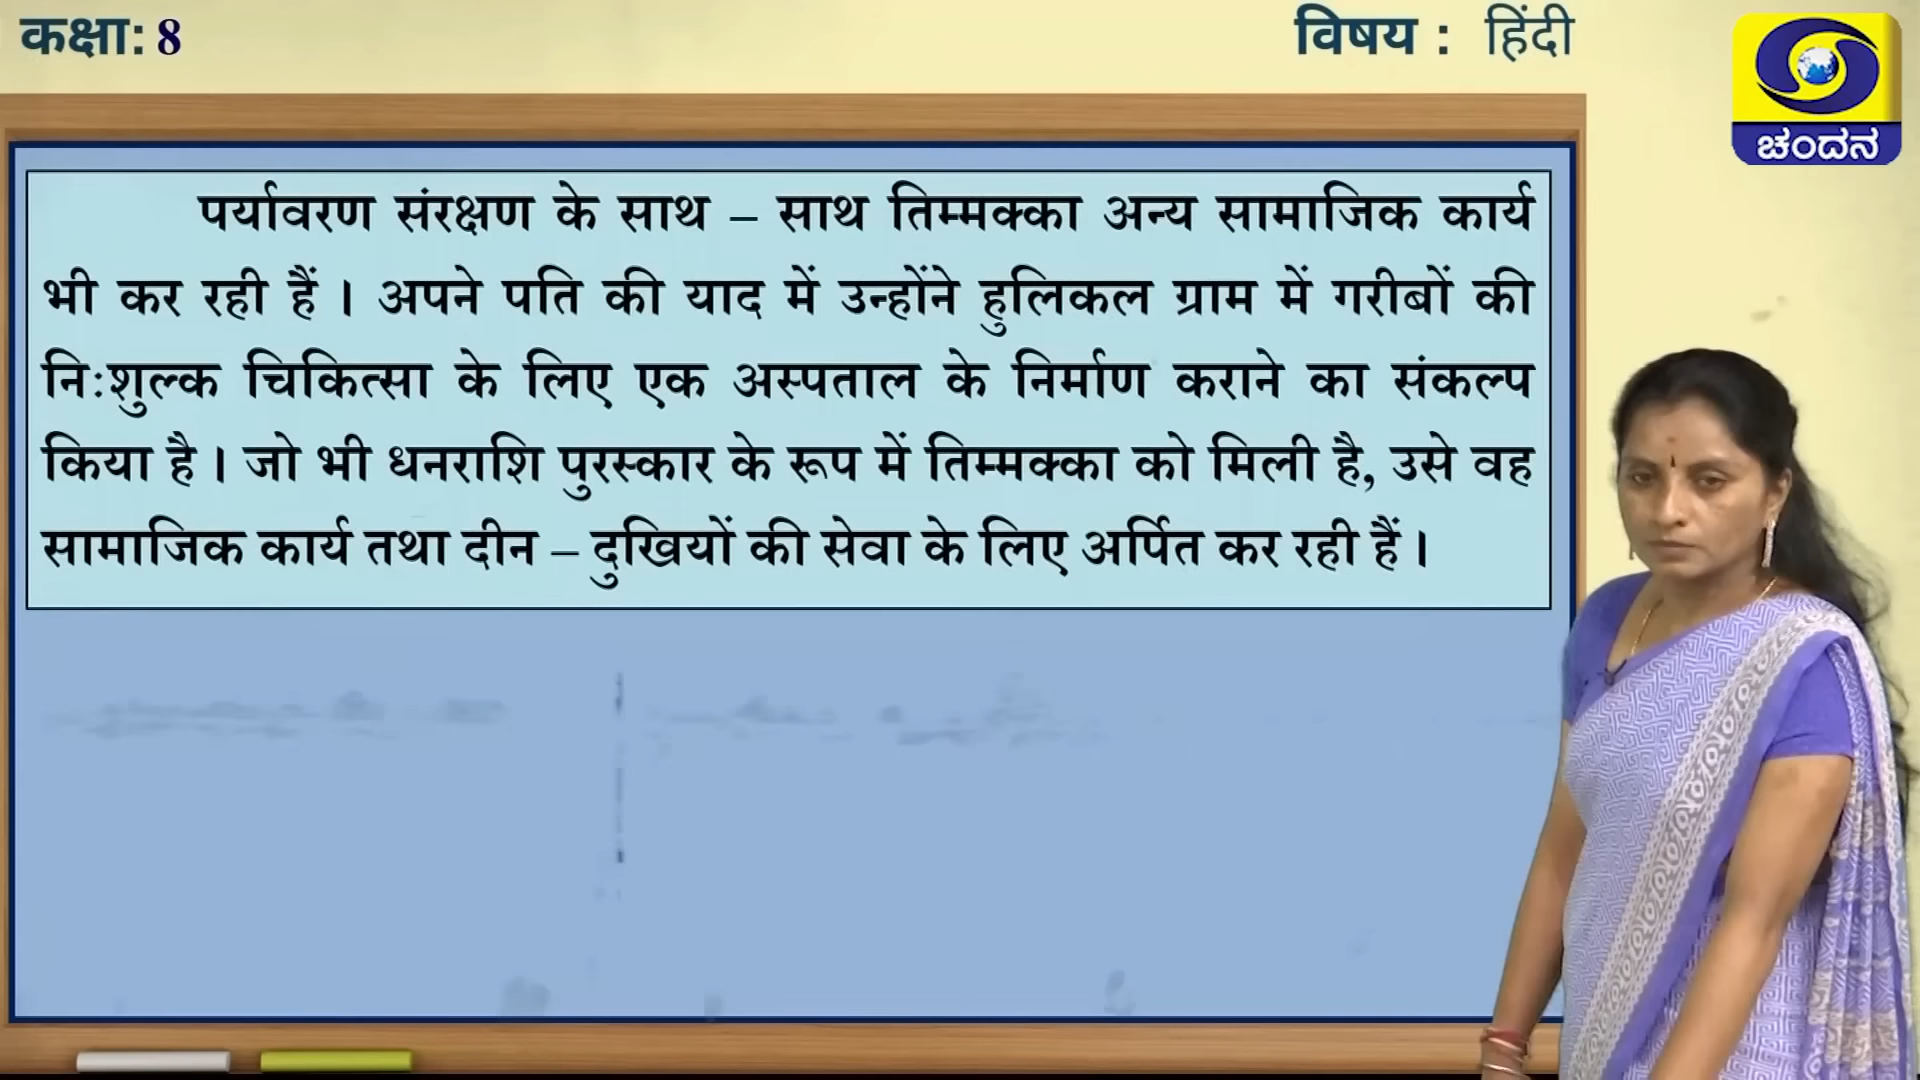 कक्षा: 8
विषय : हिंदी
ಚಂದನ
पर्यावरण संरक्षण के साथ – साथ तिम्मक्का अन्य सामाजिक कार्य
भी कर रही हैं । अपने पति की याद में उन्होंने हुलिकल ग्राम में गरीबों की
निःशुल्क चिकित्सा के लिए एक अस्पताल के निर्माण कराने का संकल्प
किया है । जो भी धनराशि पुरस्कार के रूप में तिम्मक्का को मिली है, उसे वह
सामाजिक कार्य तथा दीन – दुखियों की सेवा के लिए अर्पित कर रही हैं ।